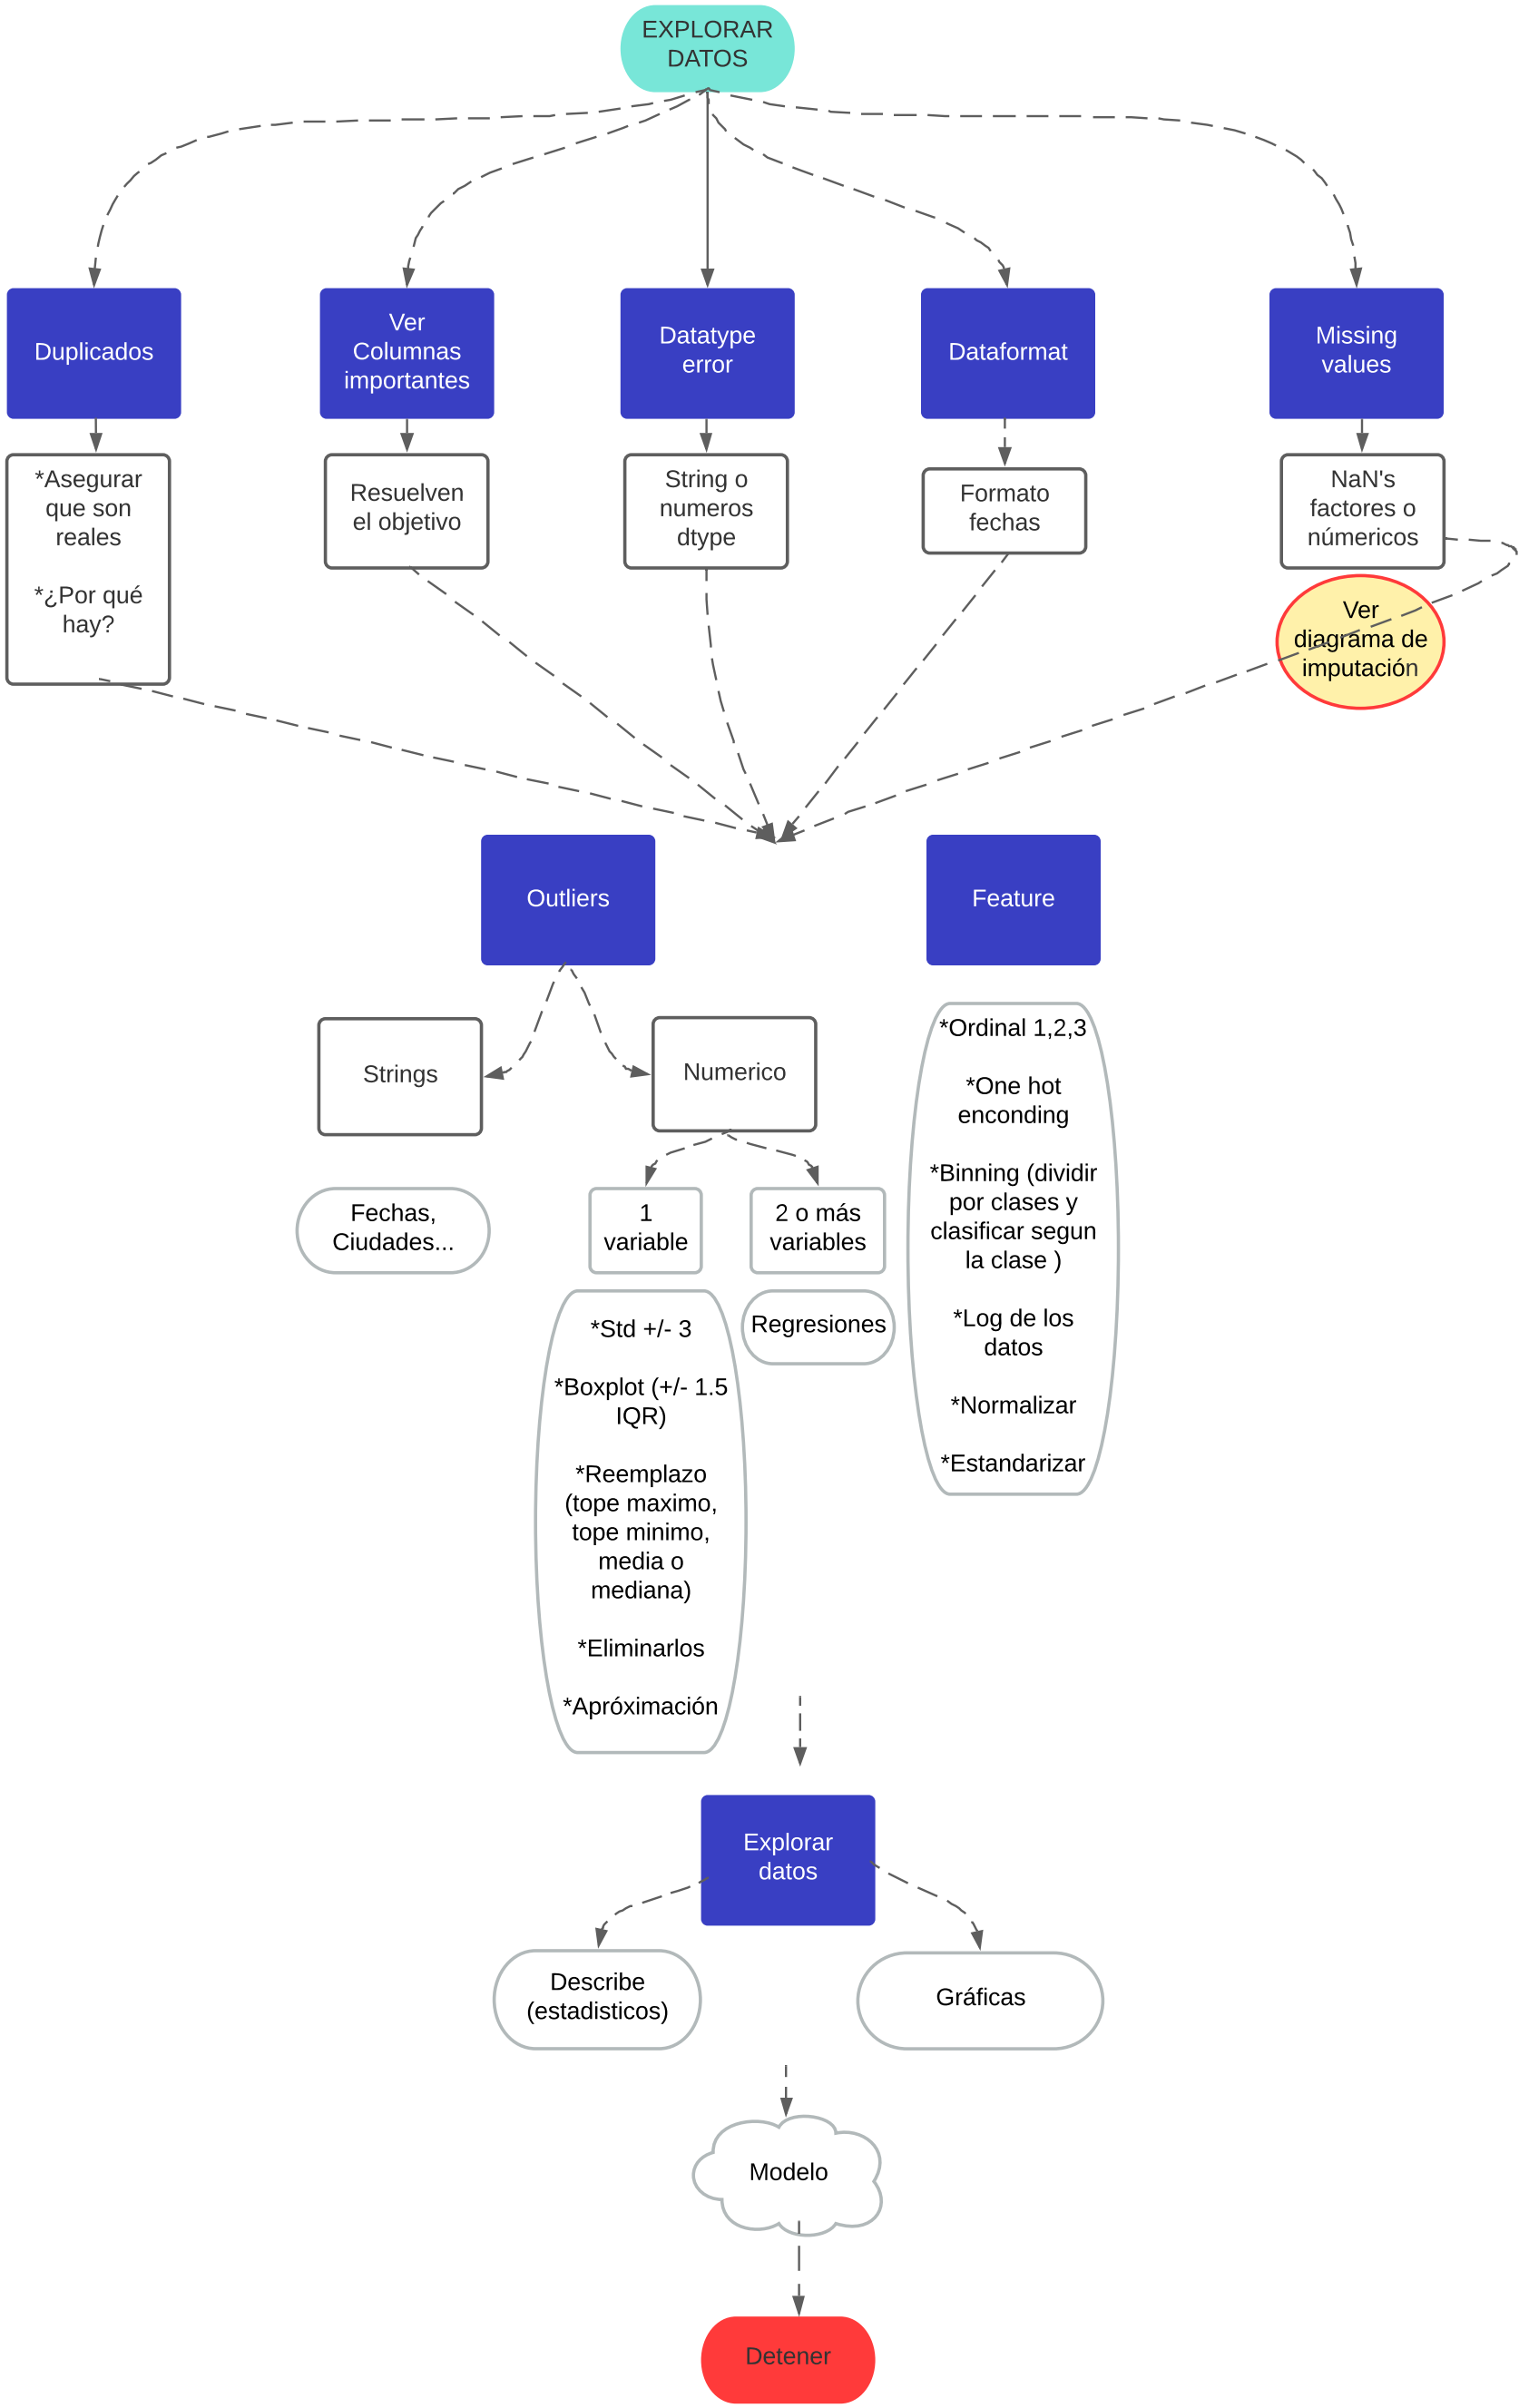 EXPLORAR
DATOS
Duplicados
Ver
Columnas
importantes
Datatype
error
Dataformat
Missing
values
*Asegurar
que son
reales
*¿Por qué
hay?
Resuelven
el objetivo
String o
numeros
dtype
Formato
fechas
NaN's
factores o
númericos
Ver
diagrama de
imputación
Outliers
Feature
Strings
Numerico
Fechas,
Ciudades...
1
variable
2 o más
variables
*Std +/- 3
*Boxplot (+/- 1.5
IQR)
*Reemplazo
(tope maximo,
tope minimo,
media o
mediana)
*Eliminarlos
*Apróximación
Regresiones
*Ordinal 1,2,3
*One hot
enconding
*Binning (dividir
por clases y
clasificar segun
la clase )
*Log de los
datos
*Normalizar
*Estandarizar
Explorar
datos
Describe
(estadisticos)
Gráficas
Modelo
Detener